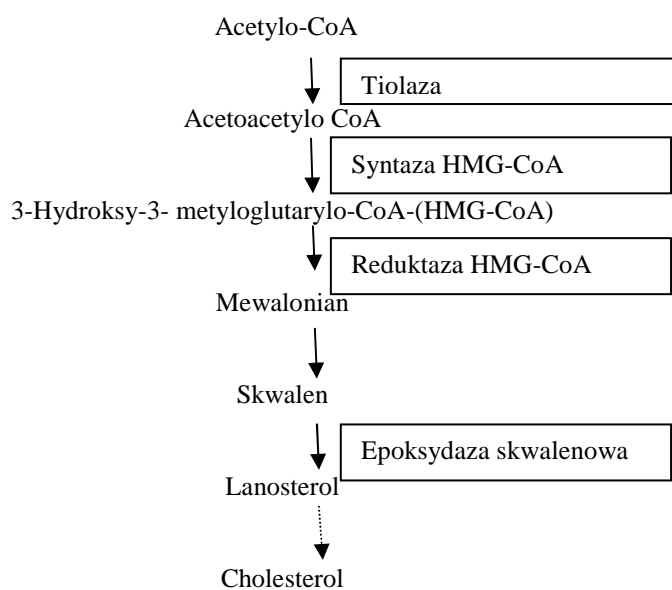 Acetylo-CoA
Tiolaza
Acetoacetylo CoA
Syntaza HMG-CoA
3-Hydroksy-3- metyloglutarylo-CoA-(HMG-CoA)
Reduktaza HMG-CoA
Mewalonian
Skwalen
Epoksydaza skwalenowa
Lanosterol
Cholesterol